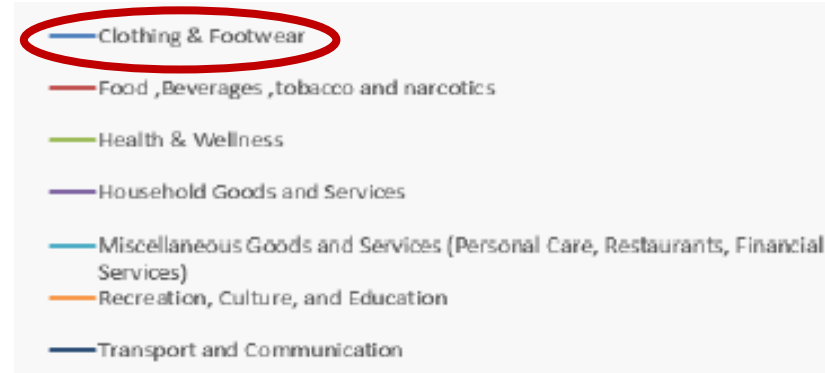 Clothing & Footwear
Food ,Beverages ,tobacco and narcotics
Health & Wellness
Household Goods and Services
Miscellaneous Goods and Services (Personal Care, Restaurants, Financial
Services)
Recreation, Culture, and Education
Transport and Communication